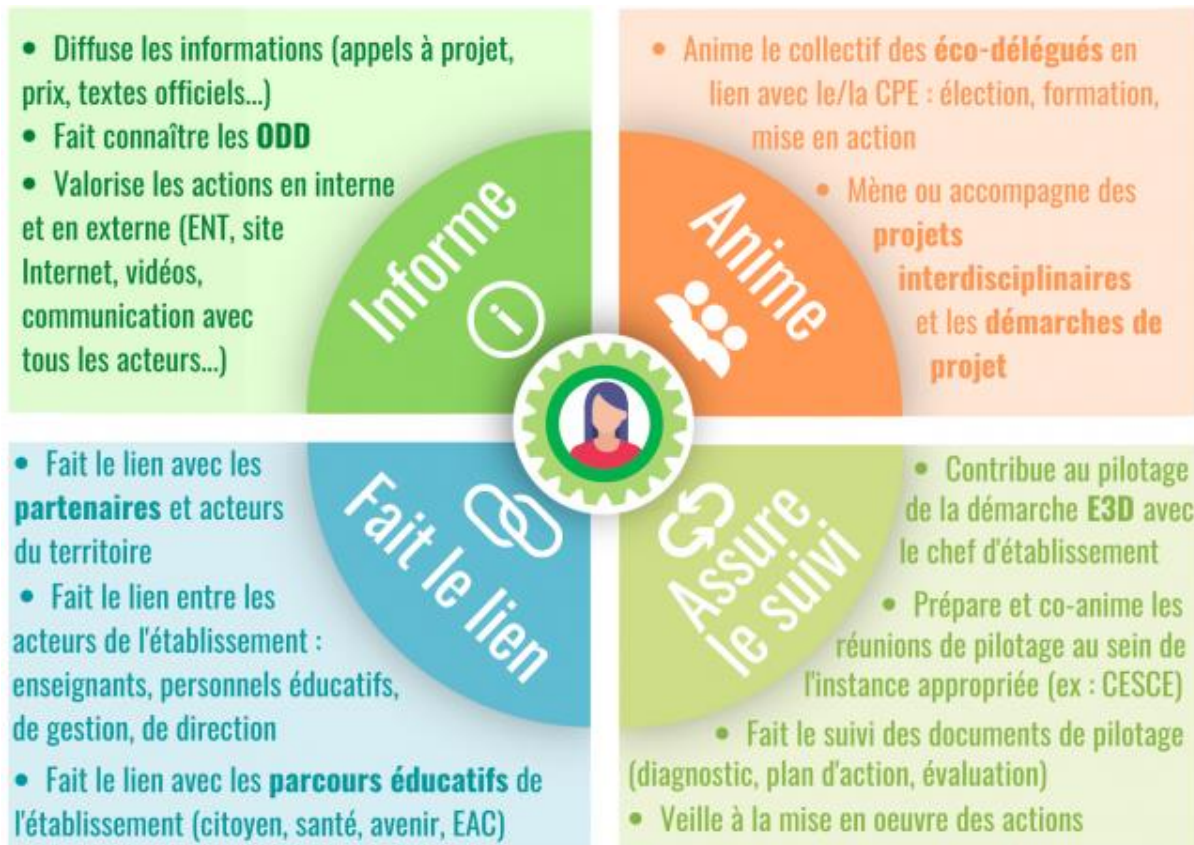 • Diffuse les informations (appels à projet,
prix, textes officiels...)
• Fait connaître les ODD
• Valorise les actions en interne
et en externe (ENT, site
Internet, vidéos,
communication avec
tous les acteurs...)
Informe
i
• Anime le collectif des éco-délégués en
lien avec le/la CPE : élection, formation,
mise en action
• Mène ou accompagne des
projets
interdisciplinaires
et les démarches de
projet
Anime
• Fait le lien avec les
partenaires et acteurs
du territoire
• Fait le lien entre les
acteurs de l'établissement :
enseignants, personnels éducatifs,
de gestion, de direction
• Fait le lien avec les parcours éducatifs de
l'établissement (citoyen, santé, avenir, EAC)
Fait le lien
Assure
le suivi
• Contribue au pilotage
de la démarche E3D avec
le chef d'établissement
• Prépare et co-anime les
réunions de pilotage au sein de
l'instance appropriée (ex : CESCE)
• Fait le suivi des documents de pilotage
(diagnostic, plan d'action, évaluation)
• Veille à la mise en oeuvre des actions